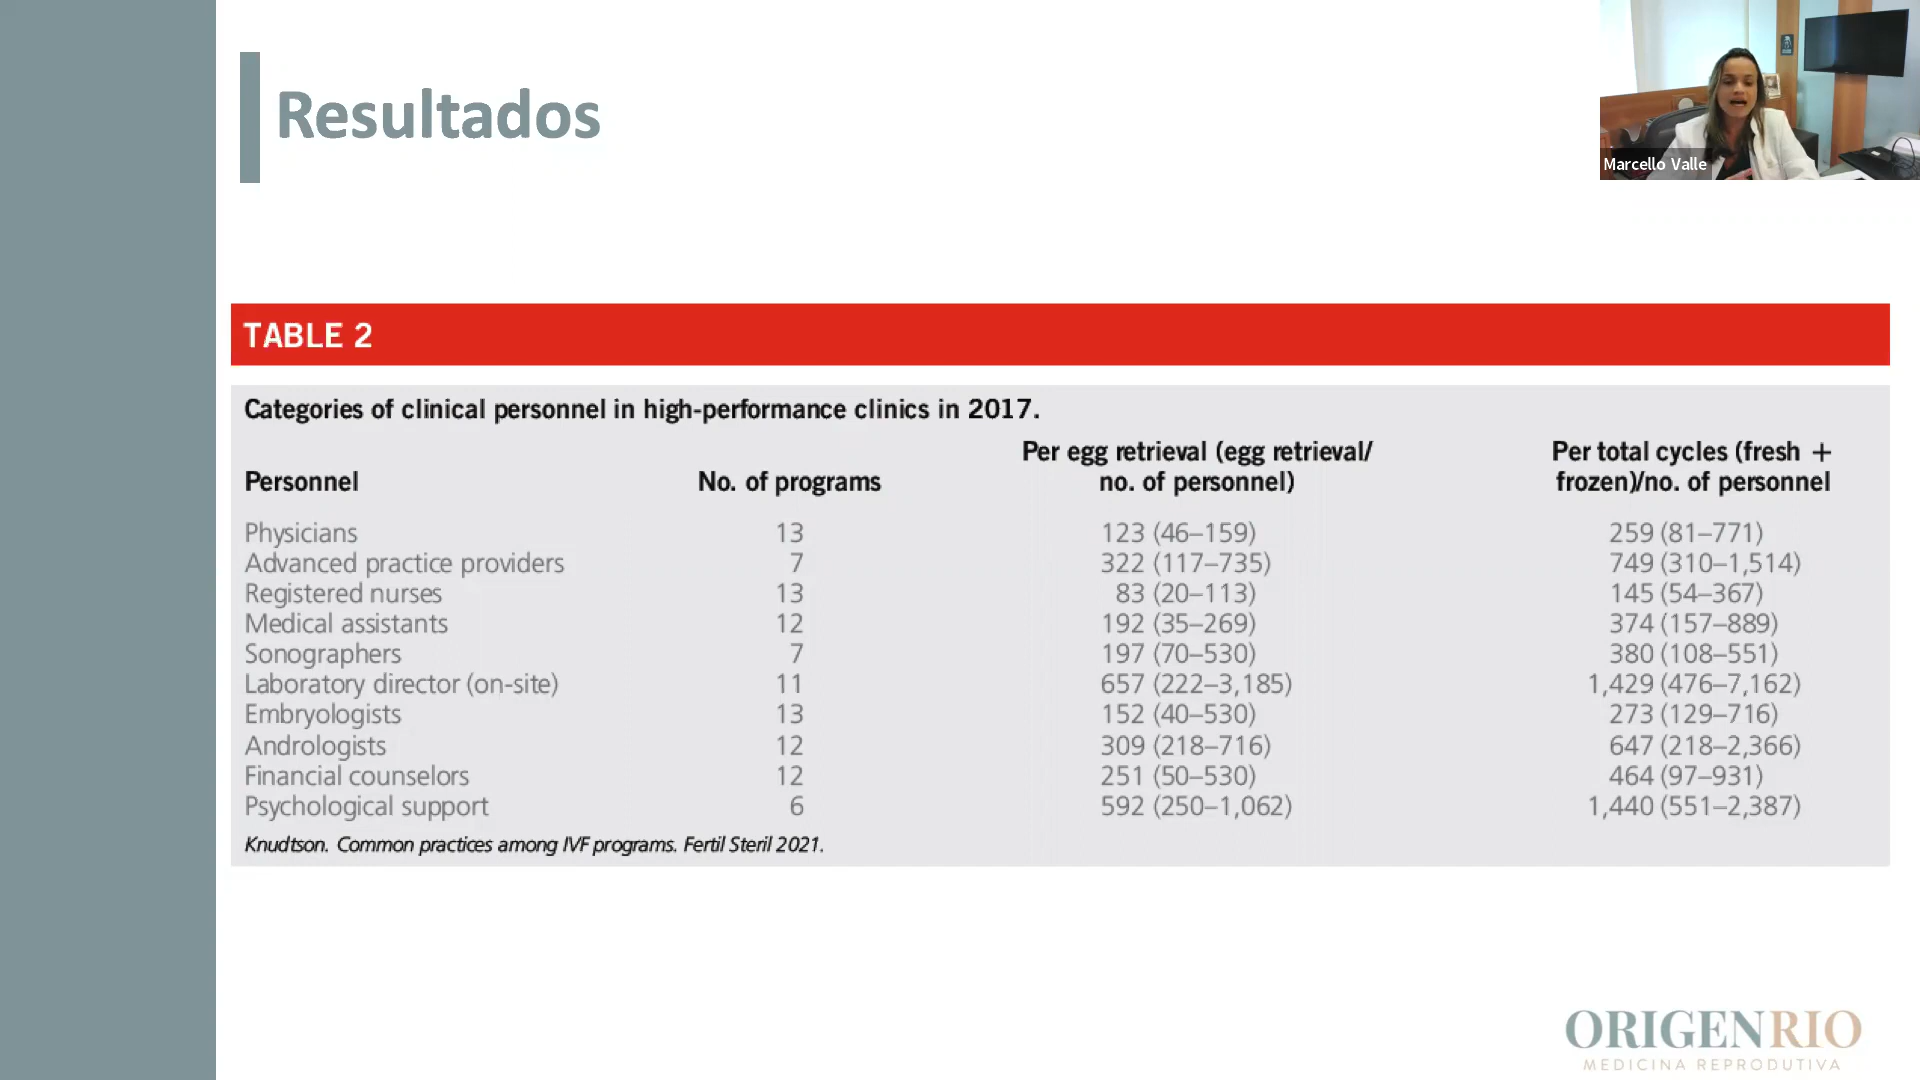 Resultados
Marcello Valle
TABLE 2
Categories of clinical personnel in high-performance clinics in 2017.
Personnel No. of programs Per egg retrieval (egg retrieval/ no. of personnel) Per total cycles (fresh + frozen)/no. of personnel
Physicians 13 123 (46–159) 259 (81–771)
Advanced practice providers 7 322 (117–735) 749 (310–1,514)
Registered nurses 13 83 (20–113) 145 (54–367)
Medical assistants 12 192 (35–269) 374 (157–889)
Sonographers 7 197 (70–530) 380 (108–551)
Laboratory director (on-site) 11 657 (222–3,185) 1,429 (476–7,162)
Embryologists 13 152 (40–530) 273 (129–716)
Andrologists 12 309 (218–716) 647 (218–2,366)
Financial counselors 12 251 (50–530) 464 (97–931)
Psychological support 6 592 (250–1,062) 1,440 (551–2,387)
Knudtson. Common practices among IVF programs. Fertil Steril 2021.
ORIGENRIO
MEDICINA REPRODUTIVA